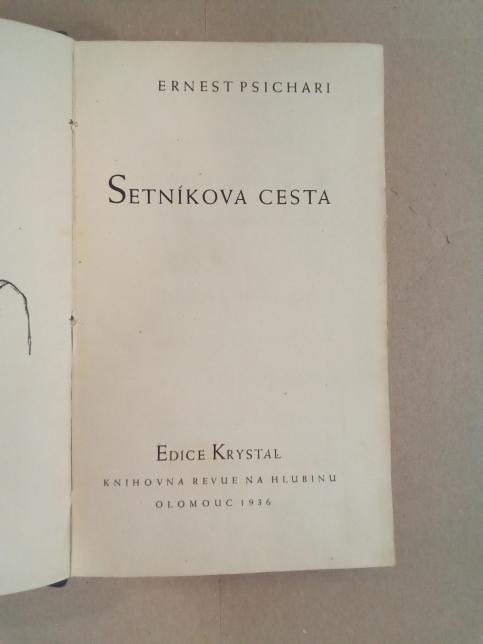 ERNEST PSICHARI
SETNÍKOVA CESTA
EDICE KRYSTAL
KNIHOVNA REVUE NA HLUBINU
OLOMOUC 1936